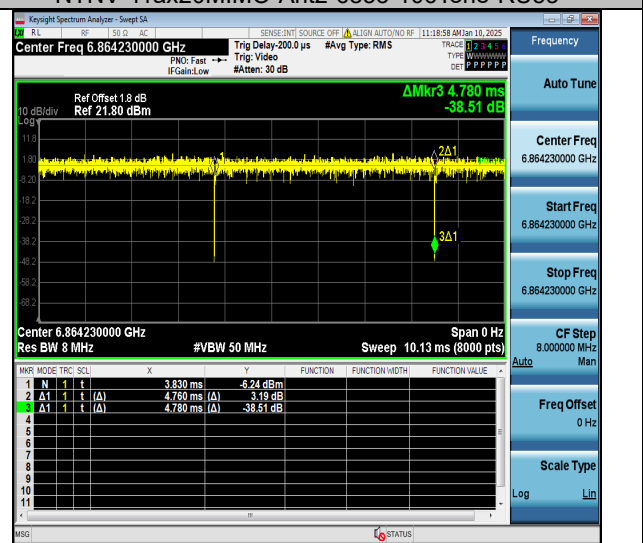 Keysight Spectrum Analyzer - Swept SA
RL RF 50 Ω AC SENSE:INT SOURCE OFF ALIGN AUTO/NO RF 11:18:58 AM Jan 10, 2025
Center Freq 6.864230000 GHz
PNO: Fast
IFGain:Low
Trig Delay-200.0 µs
Trig: Video
#Atten: 30 dB
#Avg Type: RMS
TRACE 1 2 3 4 5 6
TYPE WWWWWW
DET P P P P P P
Ref Offset 1.8 dB
10 dB/div Ref 21.80 dBm
Log
ΔMkr3 4.780 ms
-38.51 dB
11.8
1.80
-8.20
-18.2
-28.2
-38.2
-48.2
-58.2
-68.2
1
2Δ1
3Δ1
Center 6.864230000 GHz Span 0 Hz
Res BW 8 MHz #VBW 50 MHz Sweep 10.13 ms (8000 pts)
MKR MODE TRC SCL X Y FUNCTION FUNCTION WIDTH FUNCTION VALUE
1 N 1 t 3.830 ms -6.24 dBm
2 Δ1 1 t (Δ) 4.760 ms (Δ) 3.19 dB
3 Δ1 1 t (Δ) 4.780 ms (Δ) -38.51 dB
4
5
6
7
8
9
10
11
MSG STATUS
Frequency
Auto Tune
Center Freq
6.864230000 GHz
Start Freq
6.864230000 GHz
Stop Freq
6.864230000 GHz
CF Step
8.000000 MHz
Auto Man
Freq Offset
0 Hz
Scale Type
Log Lin